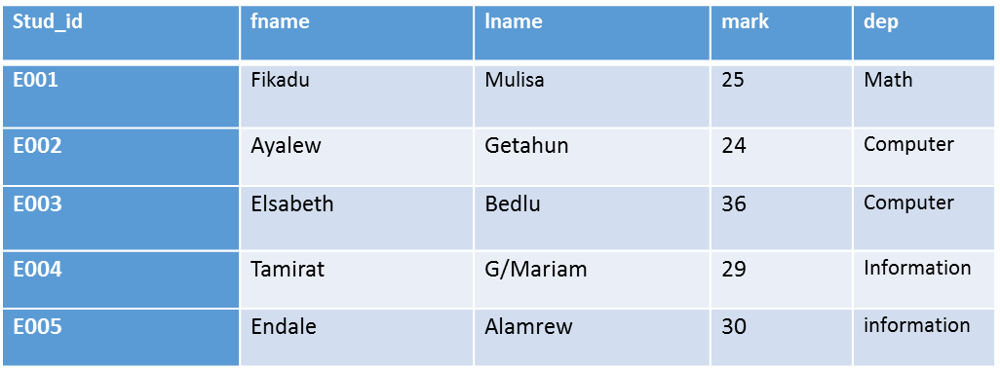 Stud_id fname lname mark dep
E001 Fikadu Mulisa 25 Math
E002 Ayalew Getahun 24 Computer
E003 Elsabeth Bedlu 36 Computer
E004 Tamirat G/Mariam 29 Information
E005 Endale Alamrew 30 information